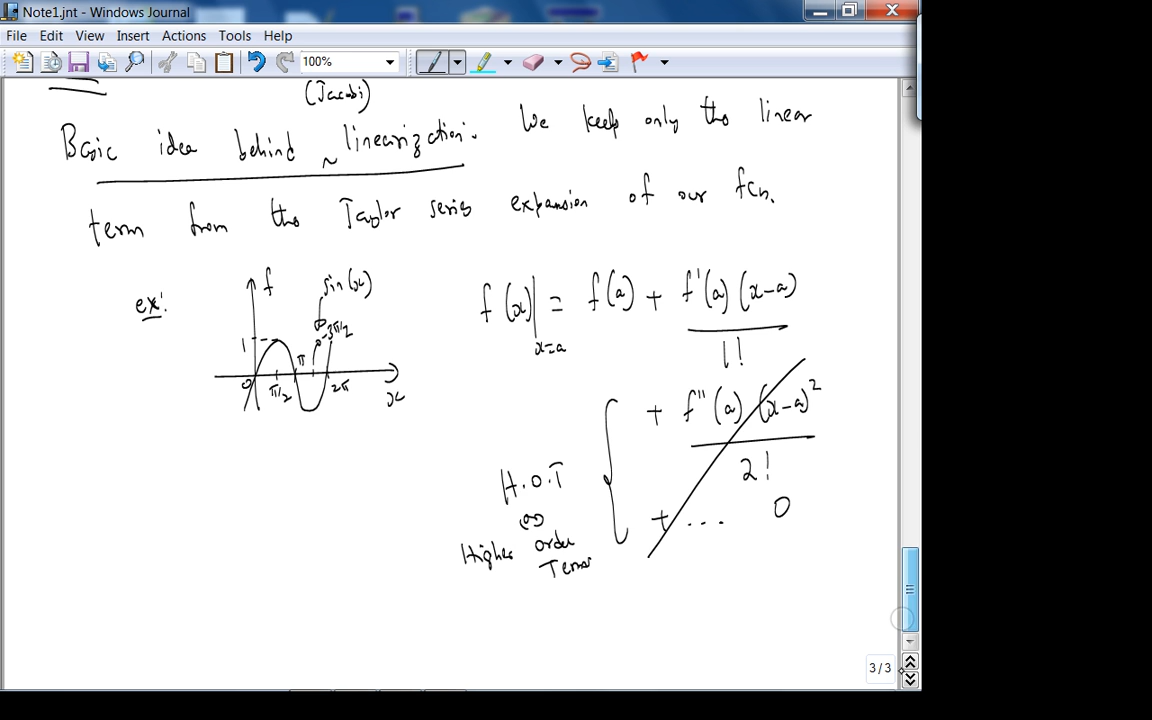 Note1.jnt - Windows Journal
File Edit View Insert Actions Tools Help
100%
(Jacobi)
Basic idea behind ~ linearization. We keep only the linear
term from the Taylor series expansion of our fcn.
ex:
f
sin(x)
1
0
π/2
π
3π/2
2π
x
f(x)|x=a = f(a) + f'(a)(x-a)
1!
+ f"(a)(x-a)²
2!
+ ... 0
H.O.T
⇔
Higher order
Terms
3/3